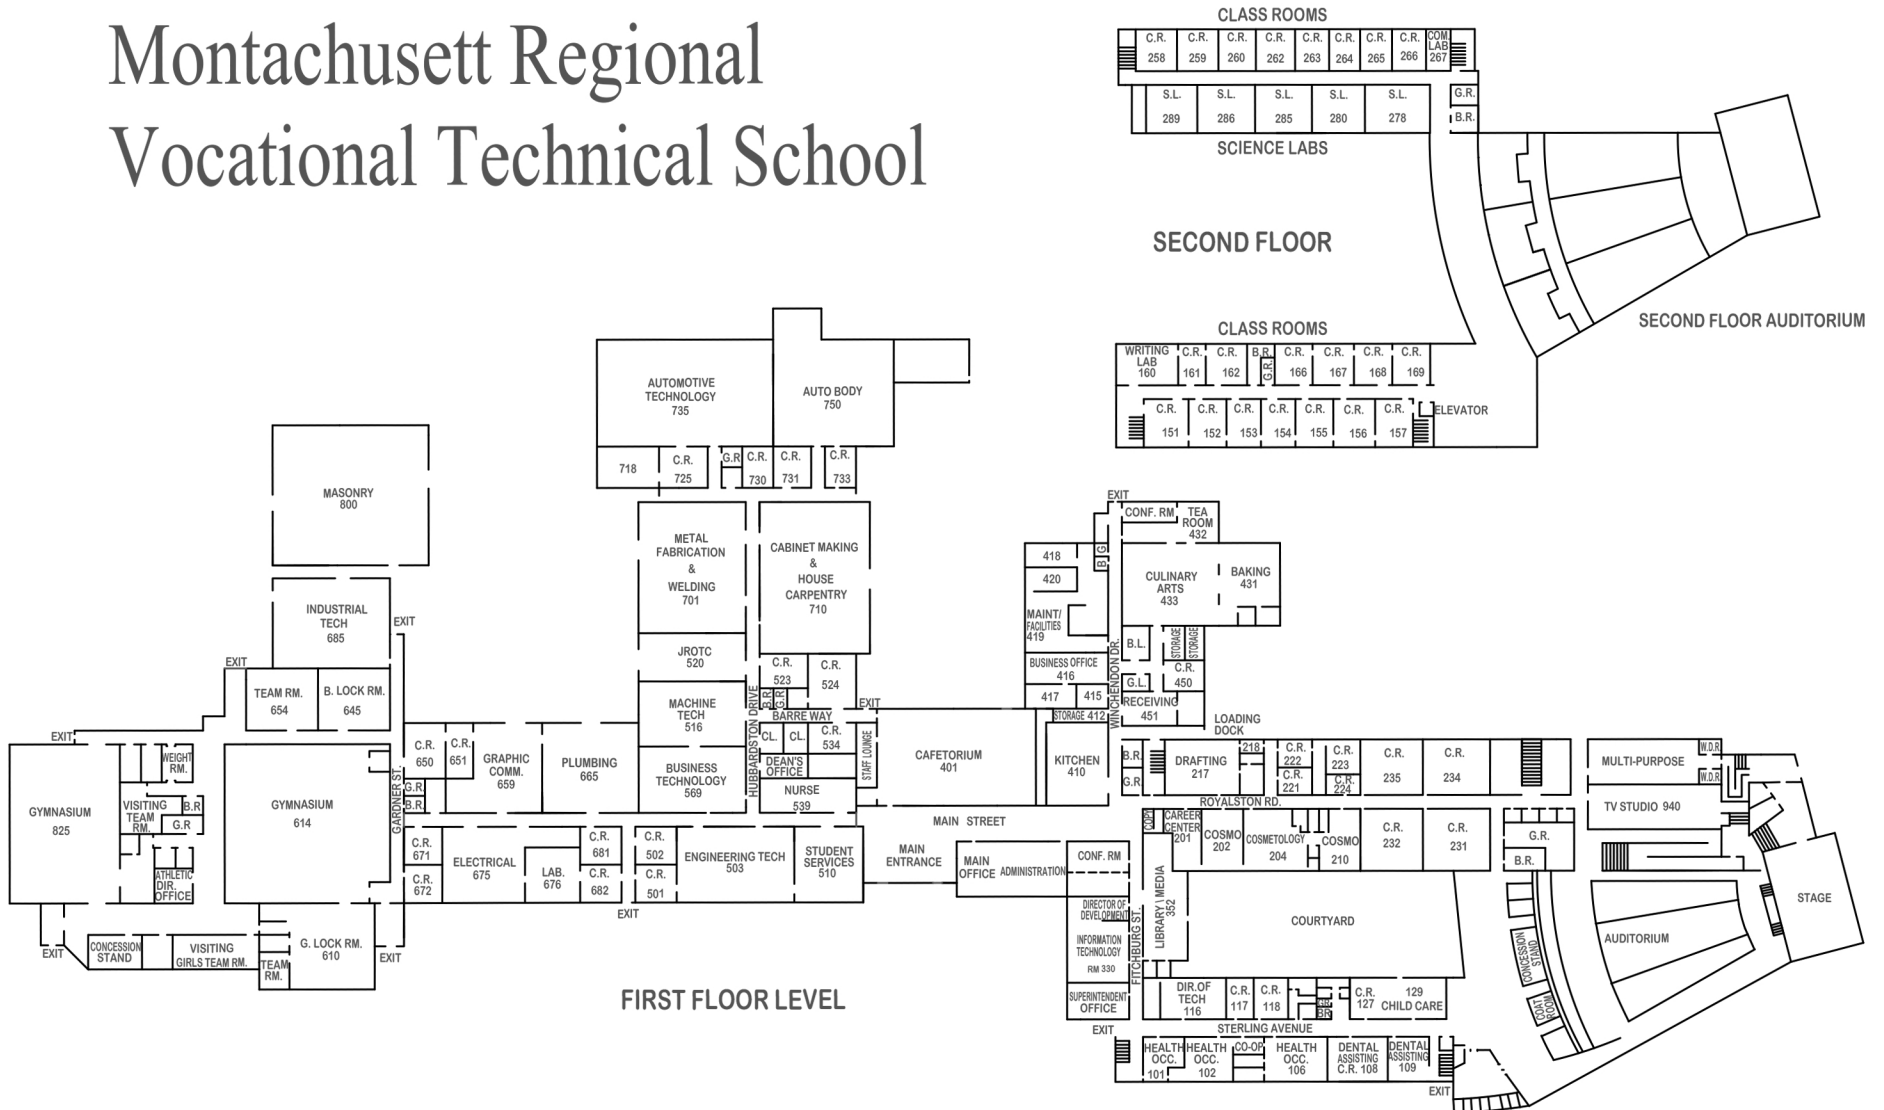 Montachusett Regional
Vocational Technical School
CLASS ROOMS
C.R. 258
C.R. 259
C.R. 260
C.R. 262
C.R. 263
C.R. 264
C.R. 265
C.R. 266
COM. LAB 267
S.L. 289
S.L. 286
S.L. 285
S.L. 280
S.L. 278
G.R.
B.R.
SCIENCE LABS
SECOND FLOOR
SECOND FLOOR AUDITORIUM
CLASS ROOMS
WRITING LAB 160
C.R. 161
C.R. 162
B.R.
G.R.
C.R. 166
C.R. 167
C.R. 168
C.R. 169
C.R. 151
C.R. 152
C.R. 153
C.R. 154
C.R. 155
C.R. 156
C.R. 157
ELEVATOR
AUTOMOTIVE
TECHNOLOGY
735
AUTO BODY
750
718
C.R. 725
G.R
C.R. 730
C.R. 731
C.R. 733
MASONRY
800
METAL
FABRICATION
&
WELDING
701
CABINET MAKING
&
HOUSE
CARPENTRY
710
INDUSTRIAL
TECH
685
EXIT
EXIT
TEAM RM.
654
B. LOCK RM.
645
JROTC
520
C.R. 523
C.R. 524
B.R
G.R
HUBBARDSTON DRIVE
MACHINE
TECH
516
BARRE WAY
EXIT
CL.
CL.
C.R. 534
DEAN'S
OFFICE
NURSE
539
STAFF LOUNGE
BUSINESS
TECHNOLOGY
569
EXIT
GYMNASIUM
825
WEIGHT
RM.
VISITING
TEAM
RM.
B.R
G.R
ATHLETIC
DIR.
OFFICE
GYMNASIUM
614
GARDNER ST.
C.R. 650
C.R. 651
G.R.
B.R.
GRAPHIC
COMM.
659
PLUMBING
665
C.R. 671
C.R. 672
ELECTRICAL
675
LAB.
676
C.R. 681
C.R. 682
C.R. 502
C.R. 501
ENGINEERING TECH
503
STUDENT
SERVICES
510
EXIT
EXIT
CONCESSION
STAND
VISITING
GIRLS TEAM RM.
TEAM
RM.
G. LOCK RM.
610
EXIT
FIRST FLOOR LEVEL
CAFETORIUM
401
KITCHEN
410
MAIN STREET
MAIN
ENTRANCE
MAIN
OFFICE
ADMINISTRATION
CONF. RM
DIRECTOR OF
DEVELOPMENT
INFORMATION
TECHNOLOGY
RM 330
SUPERINTENDENT
OFFICE
EXIT
FITCHBURG ST.
EXIT
CONF. RM
TEA
ROOM
432
418
420
B
G
MAINT/
FACILITIES
419
CULINARY
ARTS
433
BAKING
431
BUSINESS OFFICE
416
417
415
STORAGE 412
WINCHENDON DR.
B.L.
STORAGE
STORAGE
C.R. 450
G.L.
RECEIVING
451
LOADING
DOCK
B.R.
G.R.
DRAFTING
217
218
C.R. 222
C.R. 221
C.R. 223
C.R. 224
C.R. 235
C.R. 234
ROYALSTON RD.
COPY
CAREER
CENTER
201
COSMO
202
COSMETOLOGY
204
COSMO
210
C.R. 232
C.R. 231
G.R.
B.R.
MULTI-PURPOSE
W.D.R.
W.D.R.
TV STUDIO 940
LIBRARY \ MEDIA
352
COURTYARD
CONCESSION
STAND
COAT
ROOM
AUDITORIUM
STAGE
DIR.OF
TECH
116
C.R. 117
C.R. 118
GR
BR
C.R. 127
129
CHILD CARE
STERLING AVENUE
HEALTH
OCC.
101
HEALTH
OCC.
102
CO-OP
HEALTH
OCC.
106
DENTAL
ASSISTING
C.R. 108
DENTAL
ASSISTING
109
EXIT